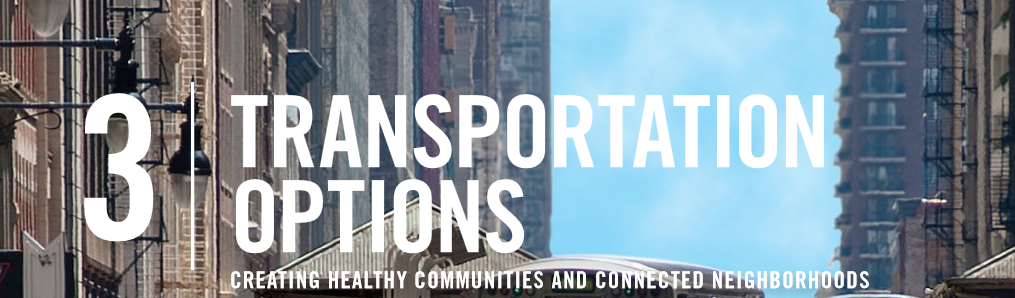 3
TRANSPORTATION
OPTIONS
CREATING HEALTHY COMMUNITIES AND CONNECTED NEIGHBORHOODS